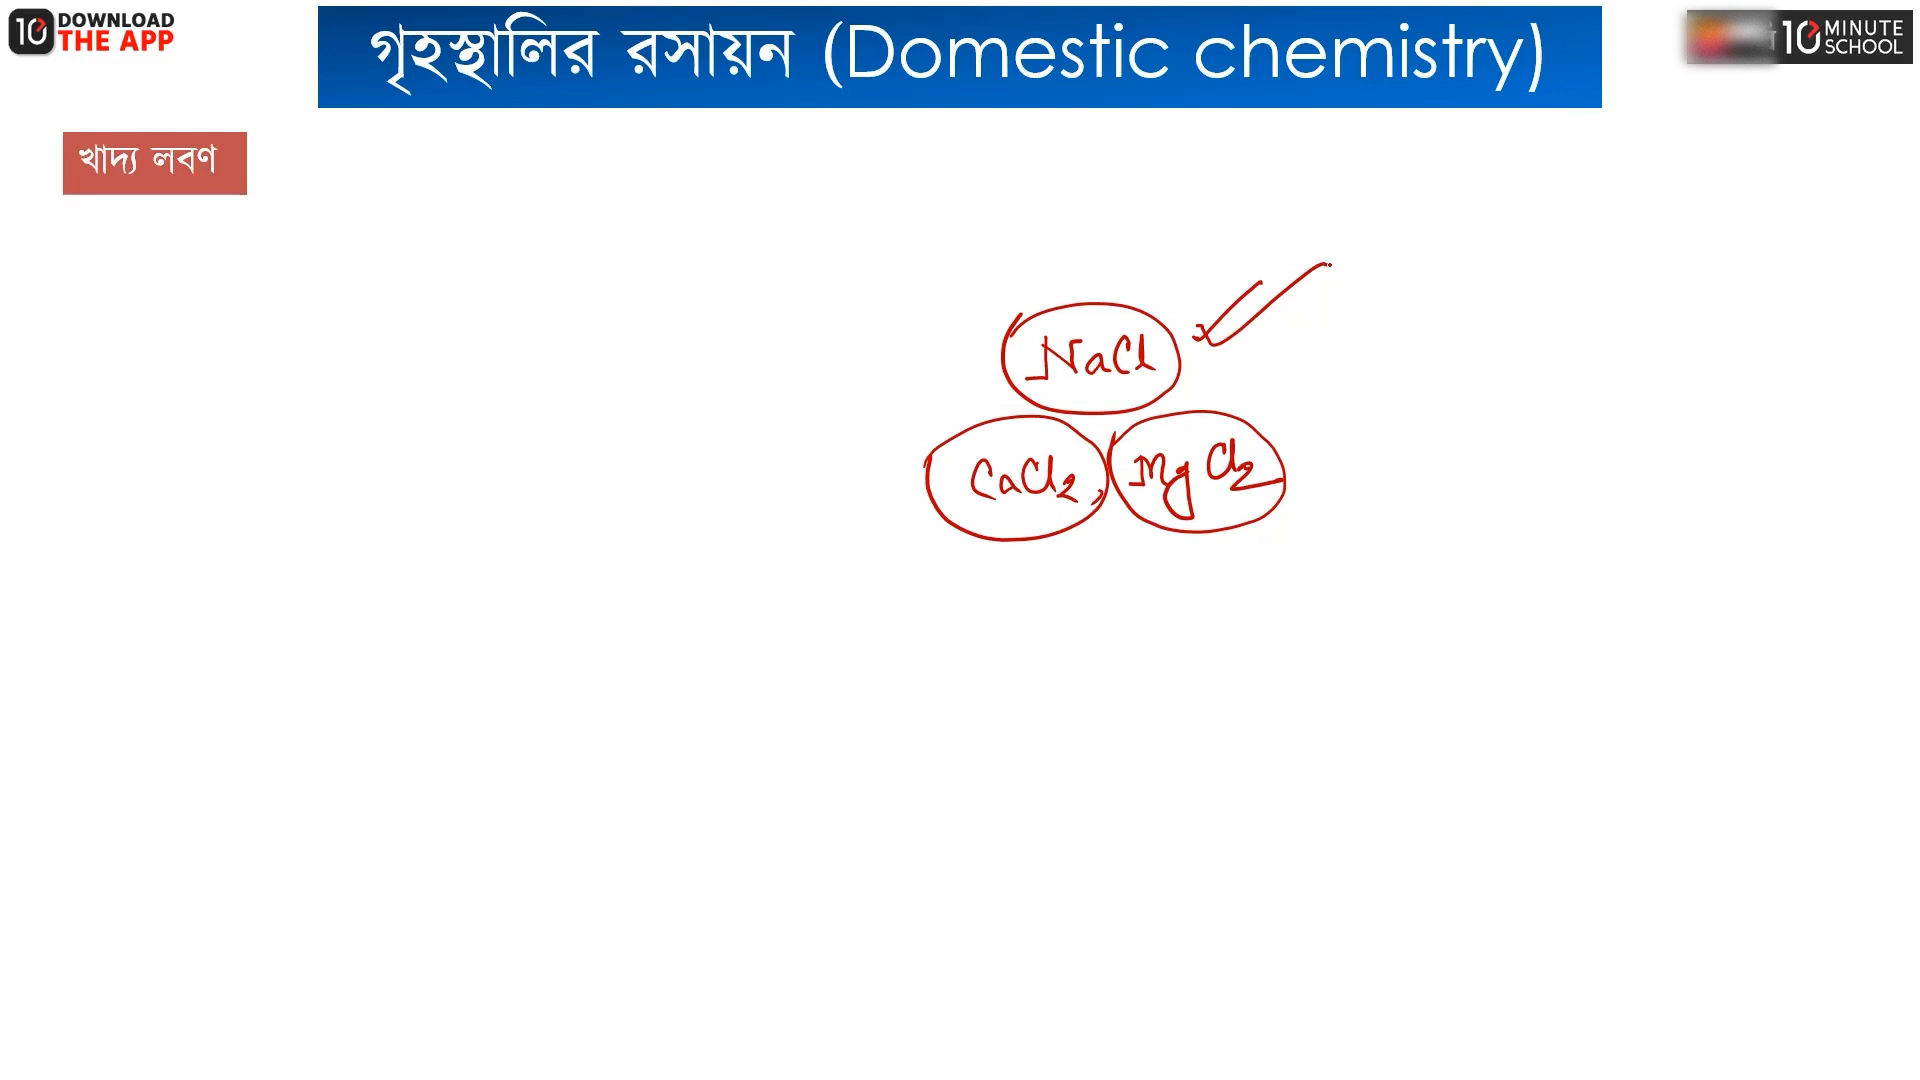 10 DOWNLOAD
THE APP
গৃহস্থালির রসায়ন (Domestic chemistry)
10 MINUTE
SCHOOL
খাদ্য লবণ
NaCl
CaCl2, MgCl2